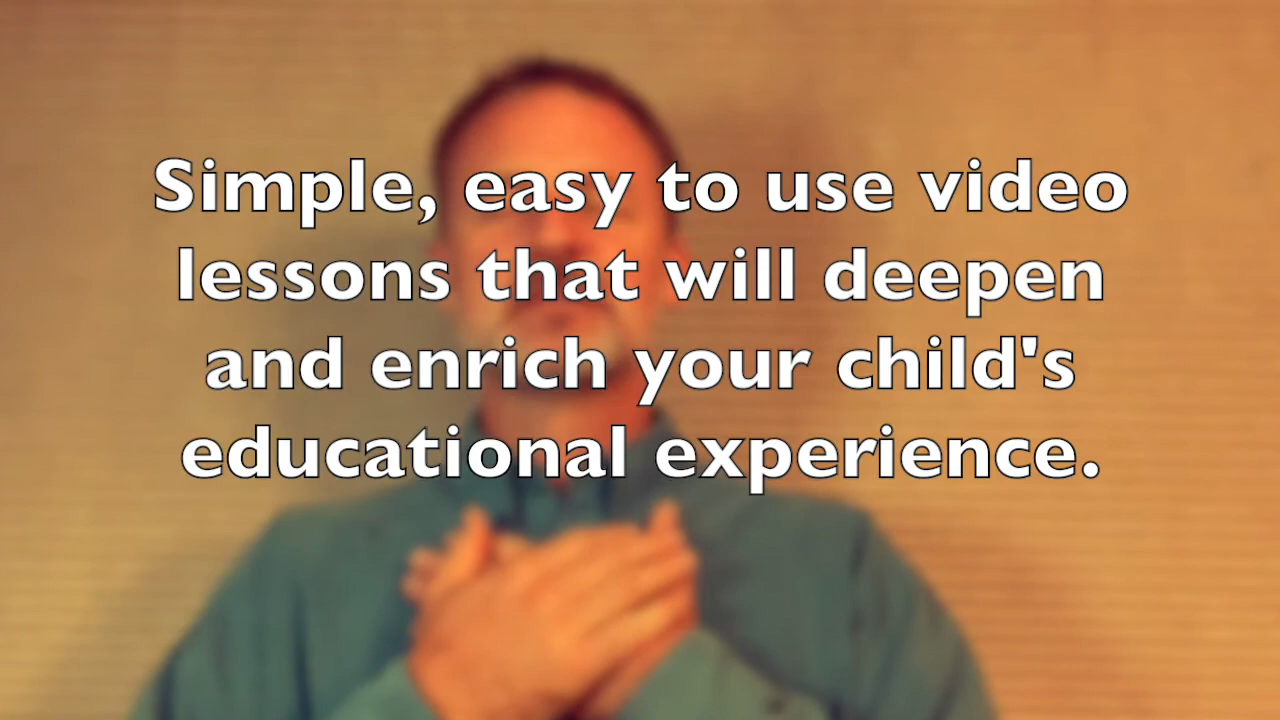 Simple, easy to use video
lessons that will deepen
and enrich your child's
educational experience.